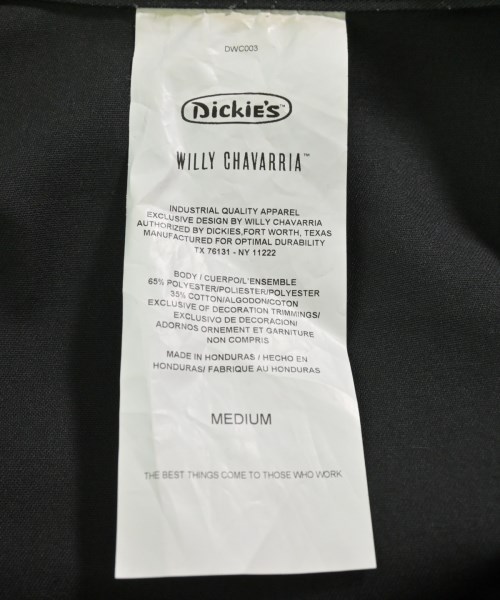 DWC003
Dickie's™
WILLY CHAVARRIA™
INDUSTRIAL QUALITY APPAREL
EXCLUSIVE DESIGN BY WILLY CHAVARRIA
AUTHORIZED BY DICKIES,FORT WORTH, TEXAS
MANUFACTURED FOR OPTIMAL DURABILITY
TX 76131 - NY 11222
BODY / CUERPO/L'ENSEMBLE
65% POLYESTER/POLIESTER/POLYESTER
35% COTTON/ALGODON/COTON
EXCLUSIVE OF DECORATION TRIMMINGS/
EXCLUSIVO DE DECORACION/
ADORNOS ORNEMENT ET GARNITURE
NON COMPRIS
MADE IN HONDURAS / HECHO EN
HONDURAS/ FABRIQUE AU HONDURAS
MEDIUM
THE BEST THINGS COME TO THOSE WHO WORK